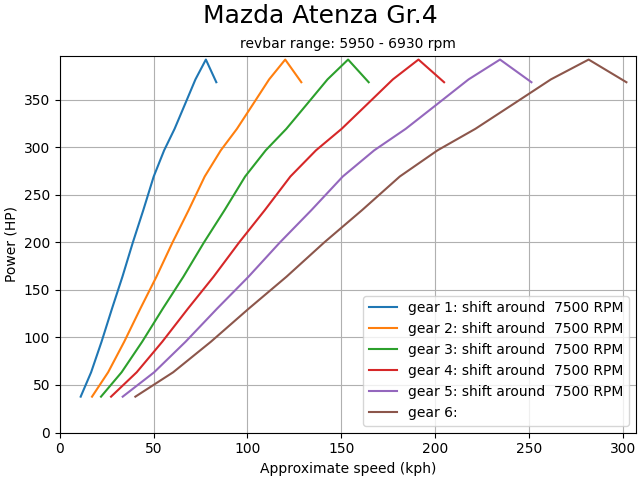 Mazda Atenza Gr.4
revbar range: 5950 - 6930 rpm
Power (HP)
350
300
250
200
150
100
50
0
gear 1: shift around  7500 RPM
gear 2: shift around  7500 RPM
gear 3: shift around  7500 RPM
gear 4: shift around  7500 RPM
gear 5: shift around  7500 RPM
gear 6:
0 50 100 150 200 250 300
Approximate speed (kph)